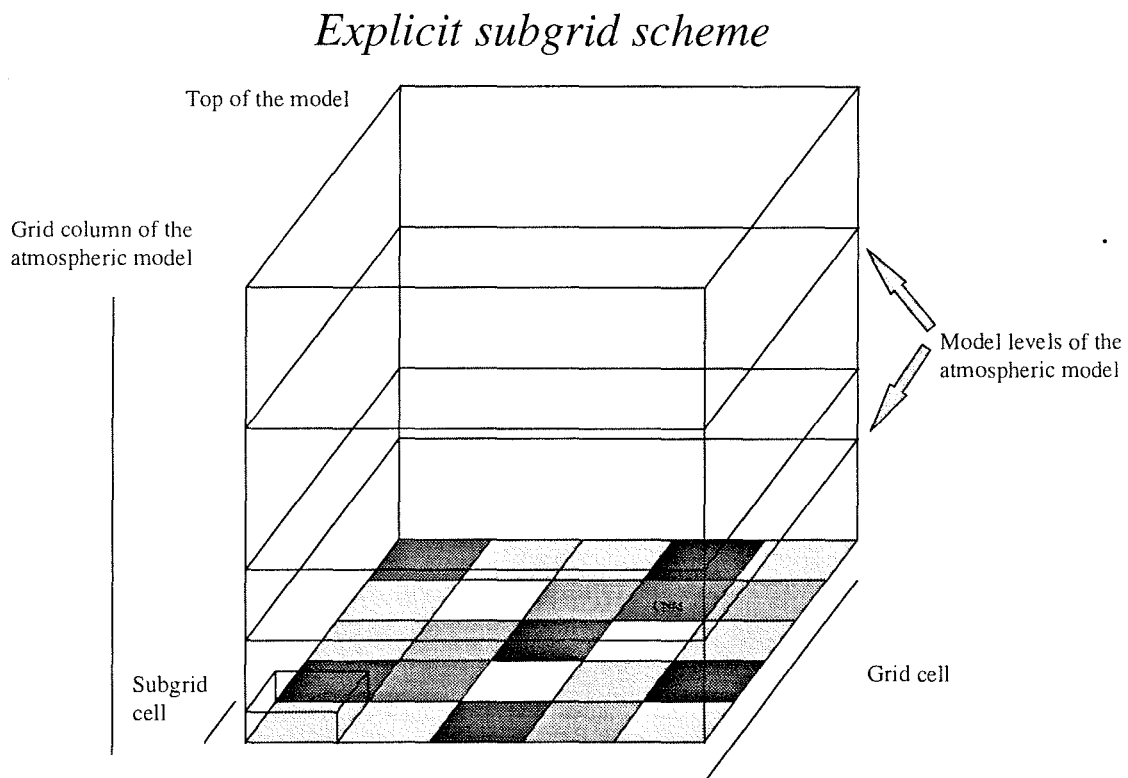 Explicit subgrid scheme
Top of the model
Grid column of the
atmospheric model
Model levels of the
atmospheric model
Subgrid
cell
Grid cell